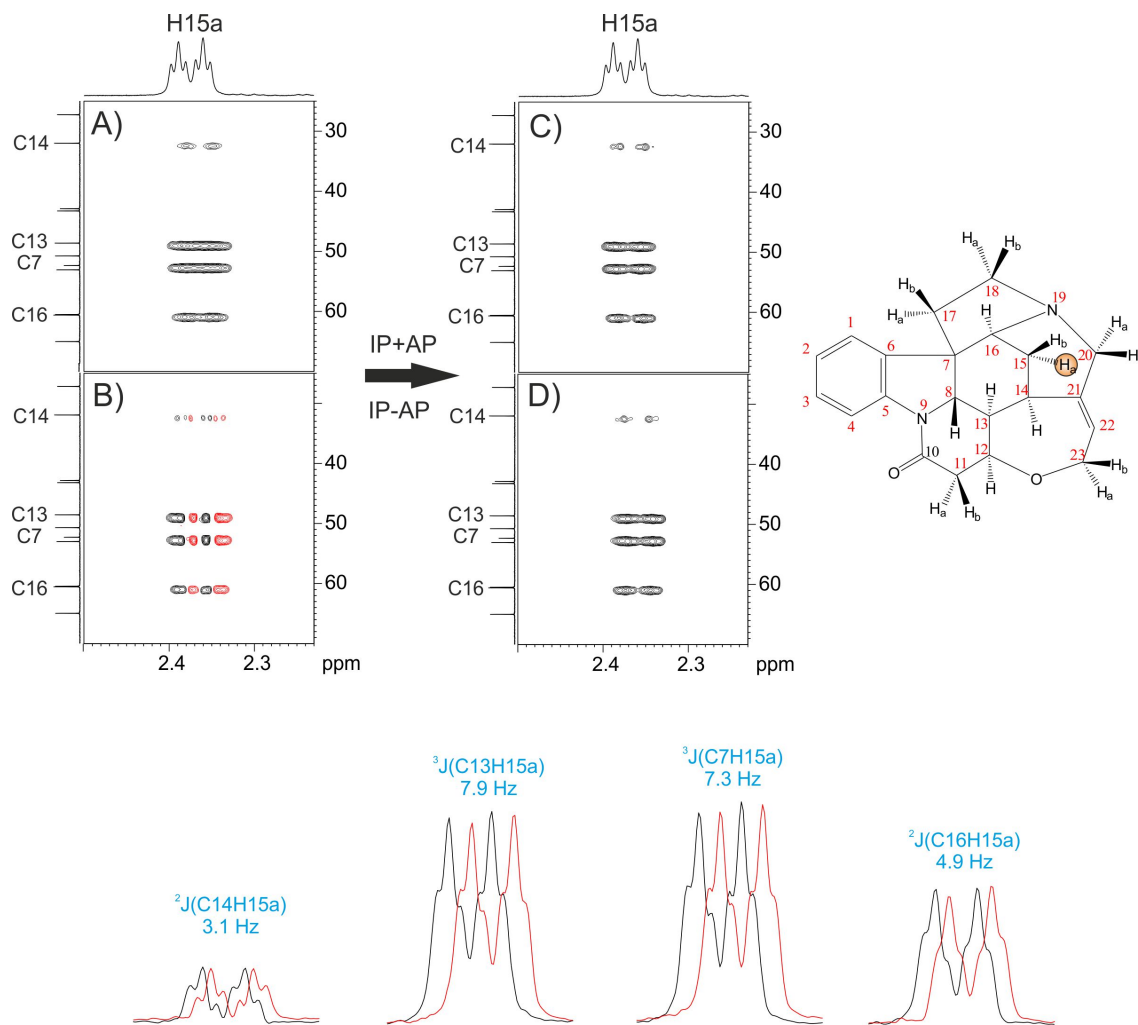 H15a
H15a
A)
C14
C13
C7
C16
30
40
50
60
B)
C14
C13
C7
C16
30
40
50
60
2.4
2.3
ppm
IP+AP
IP-AP
C)
C14
C13
C7
C16
30
40
50
60
D)
C14
C13
C7
C16
30
40
50
60
2.4
2.3
ppm
Ha
Hb
18
Hb
19
N
Ha
17
H
Ha
1
16
Hb
20
H
2
6
15
Ha
7
14
21
3
8
H
22
4
5
9
N
13
H
H
12
23
Hb
10
O
11
O
H
Ha
Ha
Hb
²J(C14H15a)
3.1 Hz
³J(C13H15a)
7.9 Hz
³J(C7H15a)
7.3 Hz
²J(C16H15a)
4.9 Hz